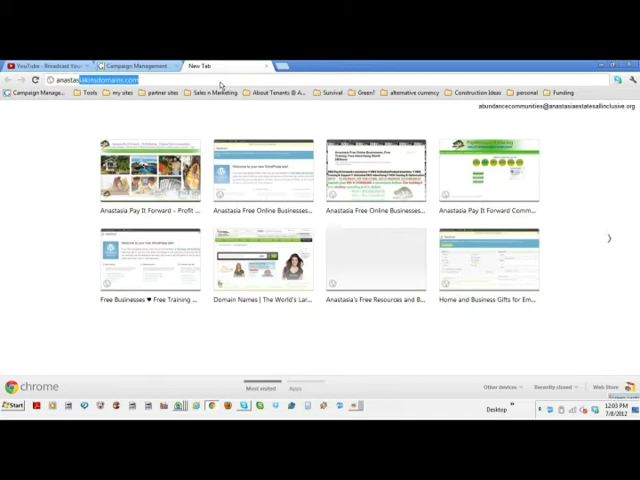 YouTube - Broadcast Your
Campaign Management
New Tab
anastasiakinsdomains.com
Campaign Manage...
Tools
my sites
partner sites
Sales n Marketing
About Tenants @ A...
Survival
Green?
alternative currency
Construction Ideas
personal
Funding
abundancecommunities@anastasiaestatesallinclusive.org
Anastasia Pay It Forward - Profit ...
Anastasia Free Online Businesses...
Anastasia Free Online Businesses...
Anastasia Pay It Forward Comm...
Free Businesses ♥ Free Training ...
Domain Names | The World's Lar...
Anastasia's Free Resources and B...
Home and Business Gifts for Em...
chrome
Most visited
Apps
Other devices
Recently closed
Web Store
Start
Desktop
12:03 PM
7/8/2012